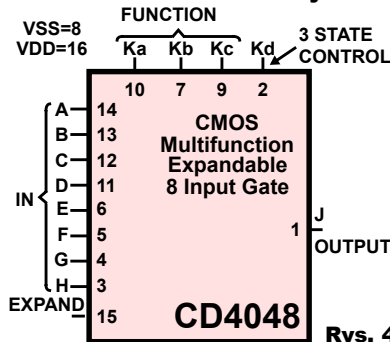 FUNCTION
VSS=8
VDD=16
Ka Kb Kc Kd
3 STATE
CONTROL
10 7 9 2
CMOS
Multifunction
Expandable
8 Input Gate
IN
A 14
B 13
C 12
D 11
E 6
F 5
G 4
H 3
EXPAND 15
1 J
OUTPUT
CD4048
Rys. 4